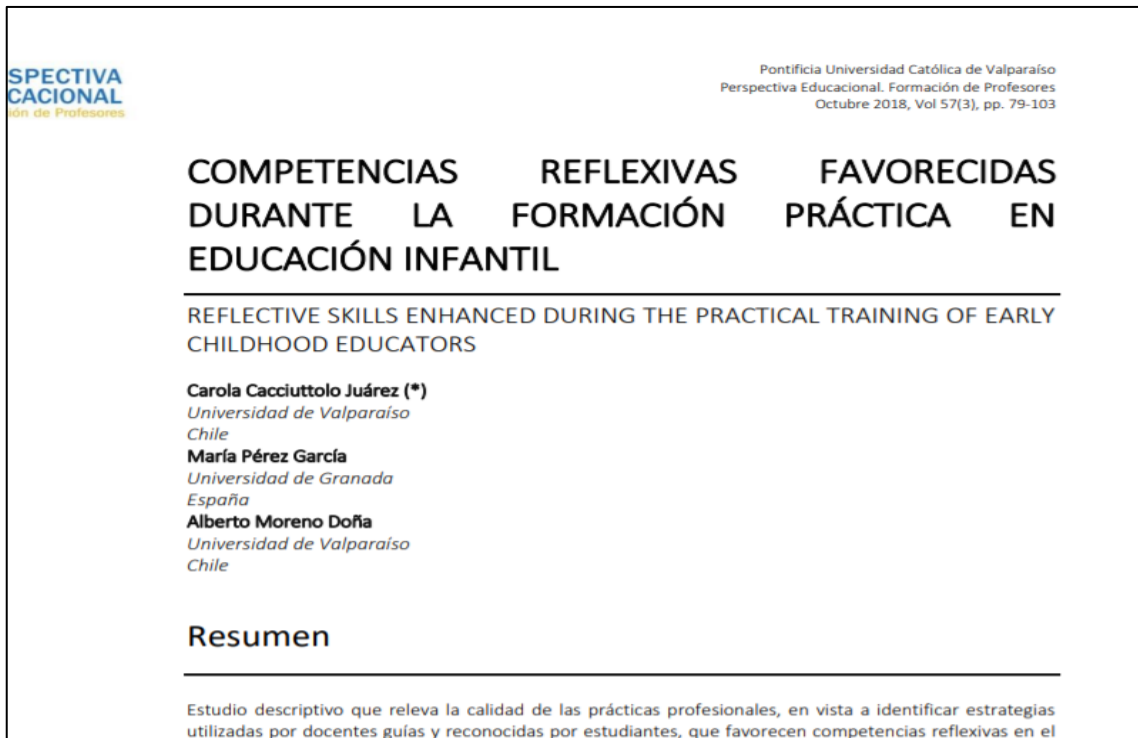 SPECTIVA
CACIONAL
ión de Profesores
Pontificia Universidad Católica de Valparaíso
Perspectiva Educacional. Formación de Profesores
Octubre 2018, Vol 57(3), pp. 79-103
COMPETENCIAS REFLEXIVAS FAVORECIDAS
DURANTE LA FORMACIÓN PRÁCTICA EN
EDUCACIÓN INFANTIL
REFLECTIVE SKILLS ENHANCED DURING THE PRACTICAL TRAINING OF EARLY
CHILDHOOD EDUCATORS
Carola Cacciuttolo Juárez (*)
Universidad de Valparaíso
Chile
María Pérez García
Universidad de Granada
España
Alberto Moreno Doña
Universidad de Valparaíso
Chile
Resumen
Estudio descriptivo que releva la calidad de las prácticas profesionales, en vista a identificar estrategias
utilizadas por docentes guías y reconocidas por estudiantes, que favorecen competencias reflexivas en el